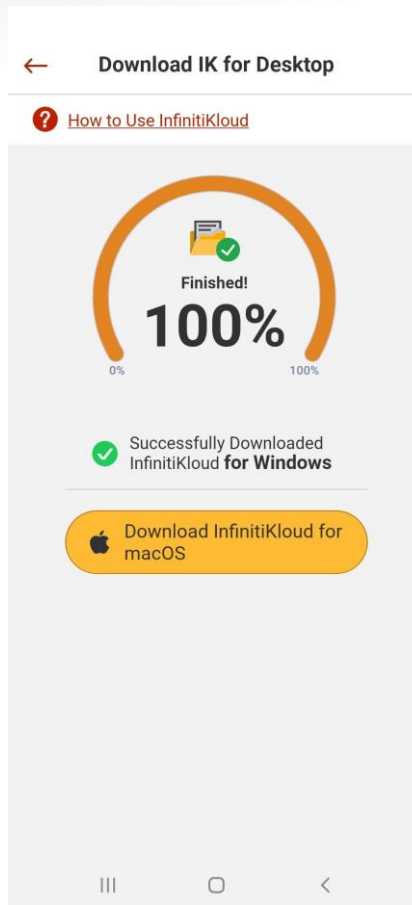 Download IK for Desktop
? How to Use InfinitiKloud
Finished!
100%
0%
100%
Successfully Downloaded
InfinitiKloud for Windows
Download InfinitiKloud for
macOS